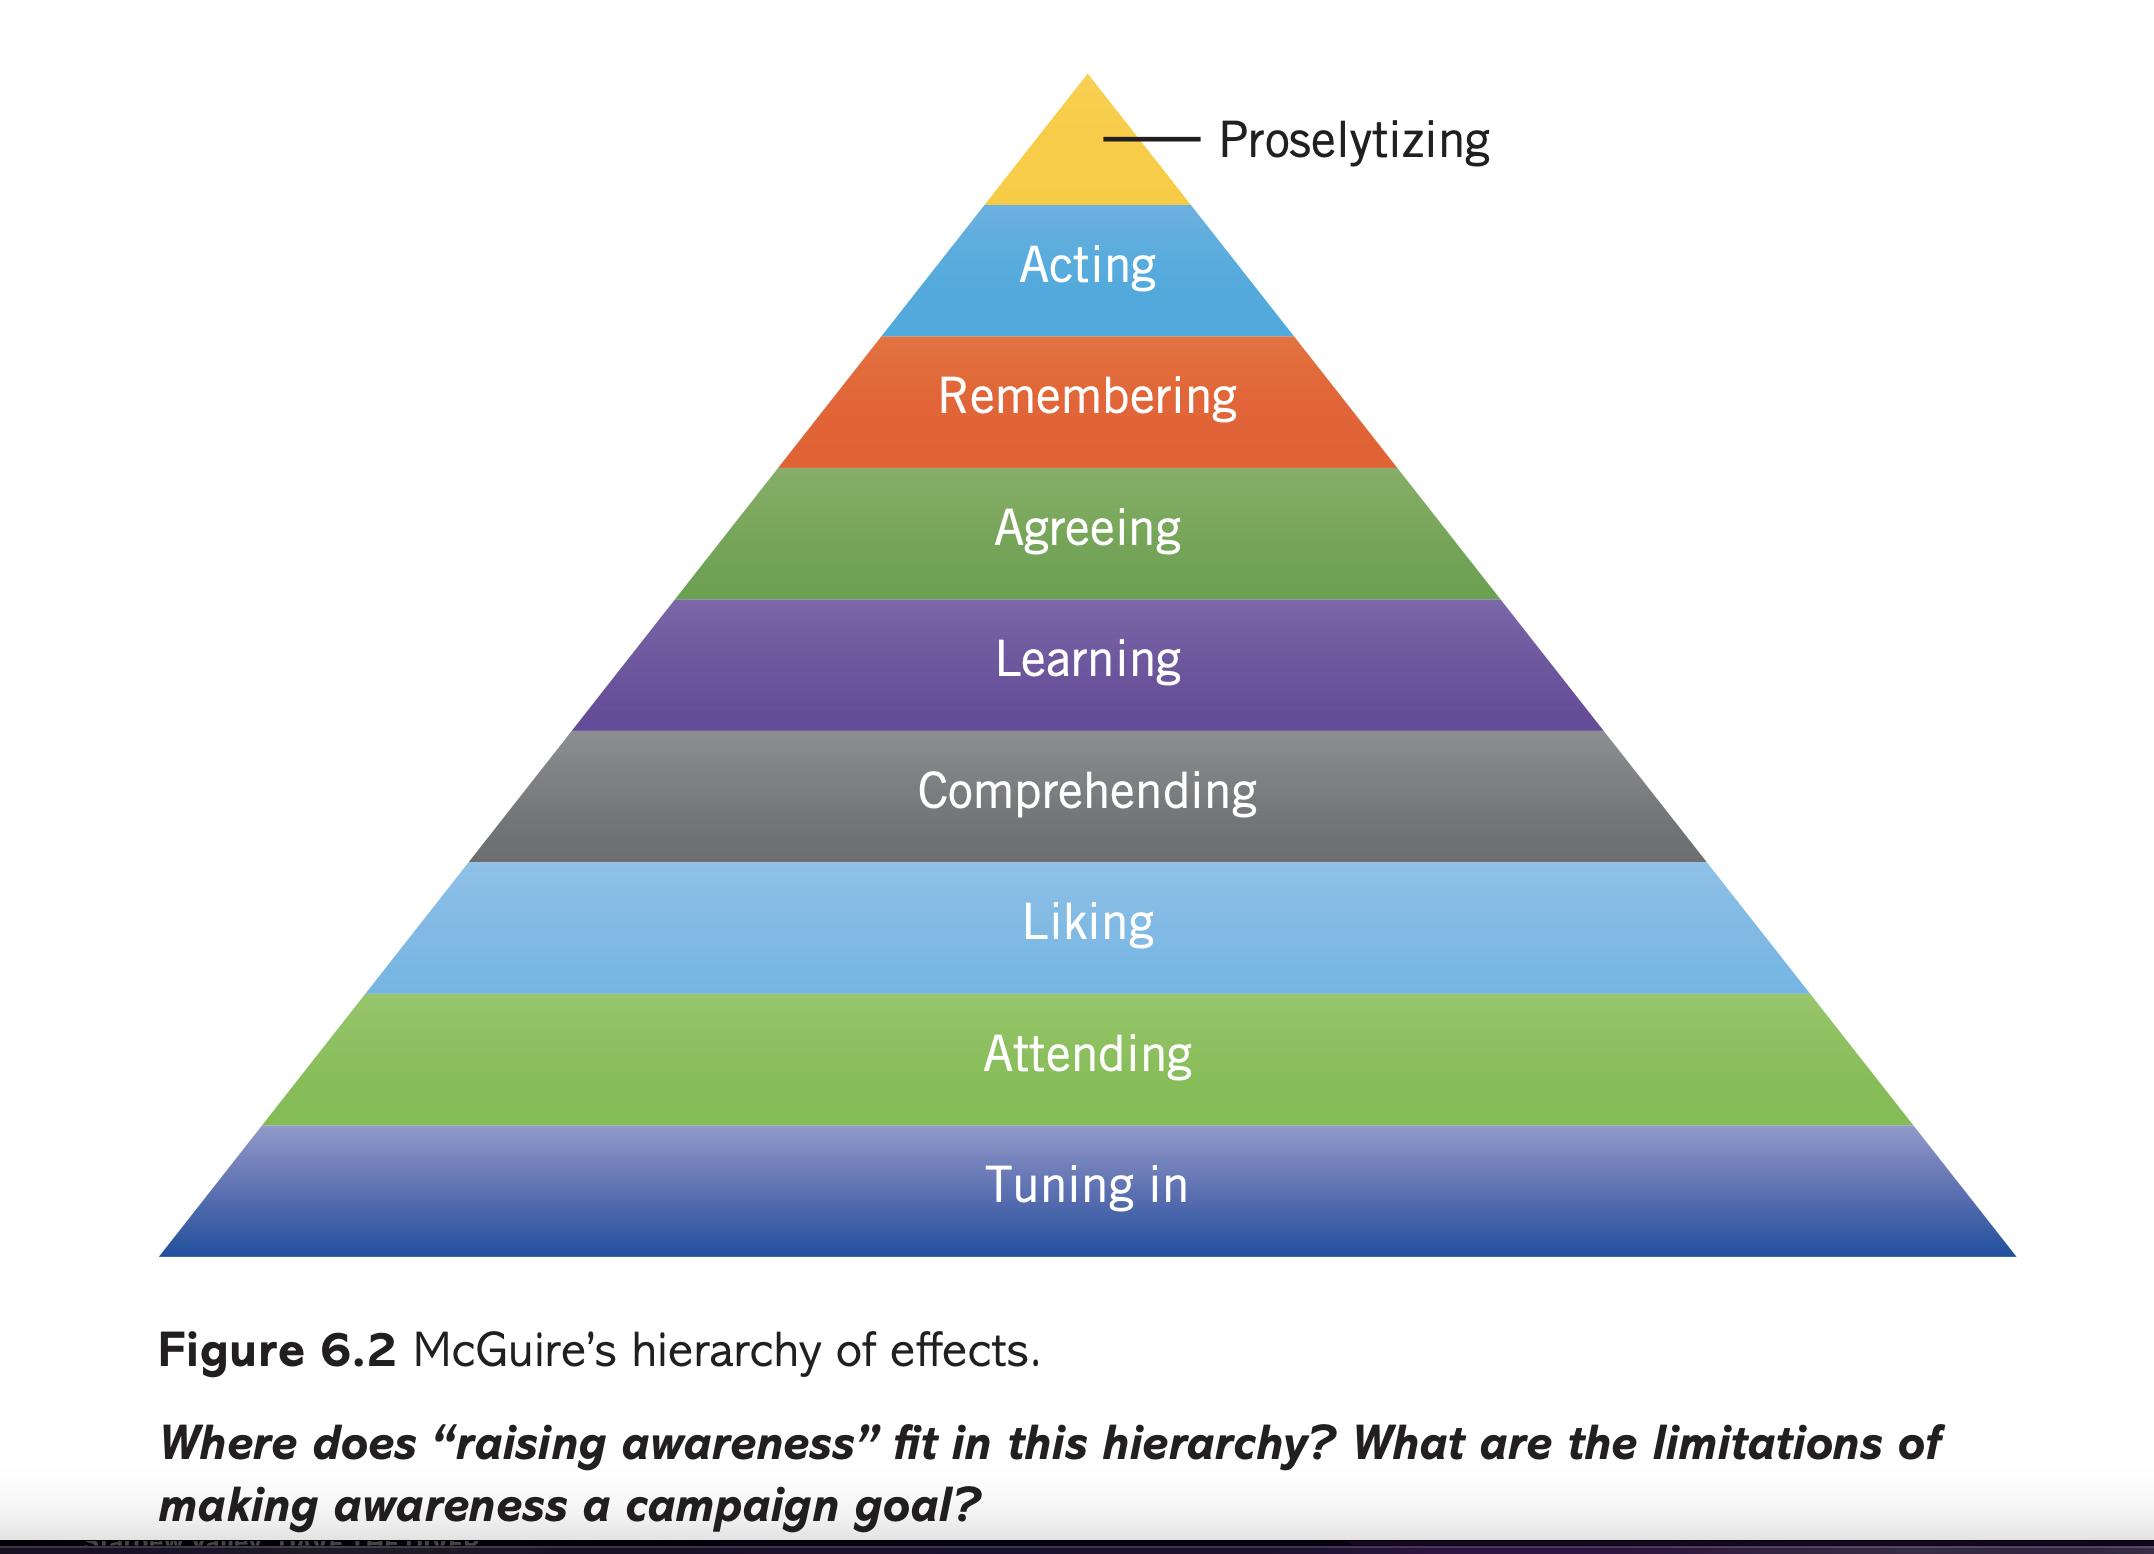 Proselytizing
Acting
Remembering
Agreeing
Learning
Comprehending
Liking
Attending
Tuning in
Figure 6.2 McGuire’s hierarchy of effects.
Where does “raising awareness” fit in this hierarchy? What are the limitations of
making awareness a campaign goal?